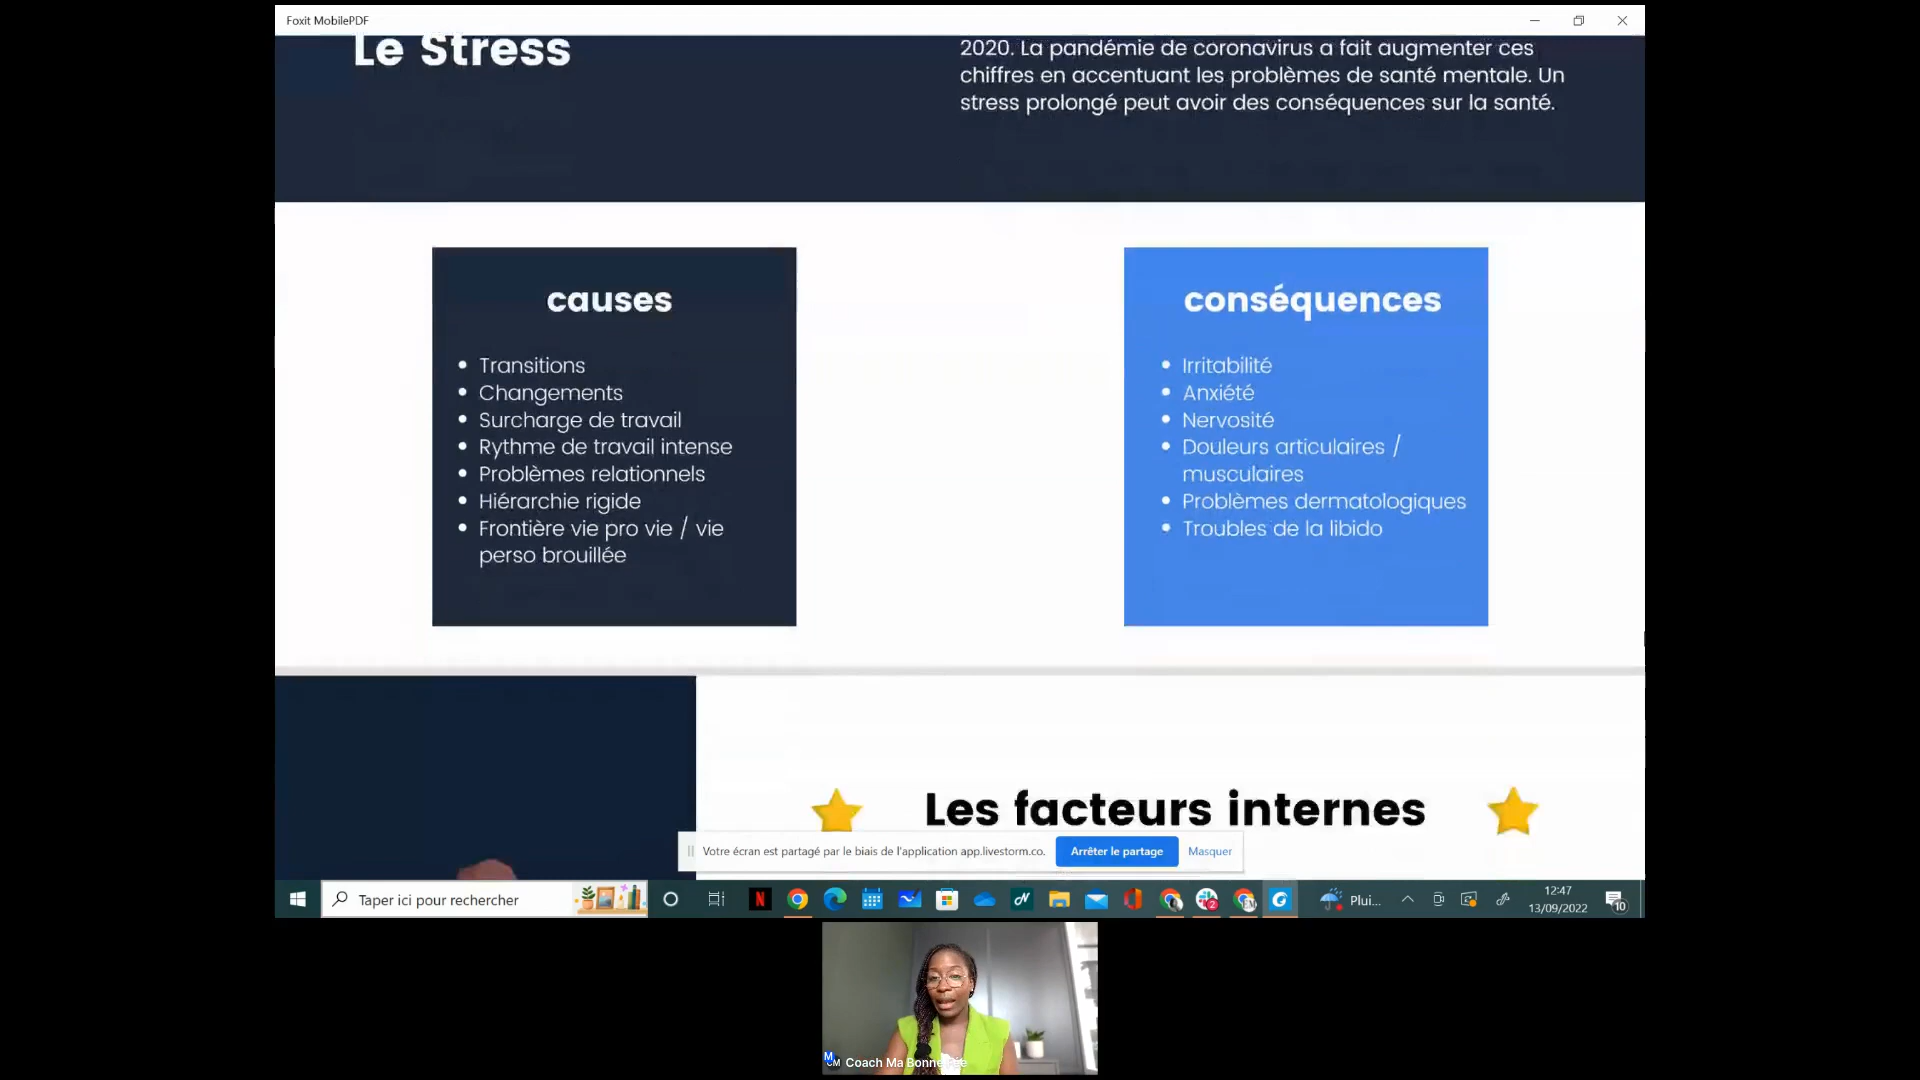 Foxit MobilePDF
Le Stress
2020. La pandémie de coronavirus a fait augmenter ces
chiffres en accentuant les problèmes de santé mentale. Un
stress prolongé peut avoir des conséquences sur la santé.
causes
Transitions
Changements
Surcharge de travail
Rythme de travail intense
Problèmes relationnels
Hiérarchie rigide
Frontière vie pro vie / vie
perso brouillée
conséquences
Irritabilité
Anxiété
Nervosité
Douleurs articulaires /
musculaires
Problèmes dermatologiques
Troubles de la libido
Les facteurs internes
Votre écran est partagé par le biais de l'application app.livestorm.co.
Arrêter le partage
Masquer
Taper ici pour rechercher
Plui...
12:47
13/09/2022
10
Coach Ma Bonne